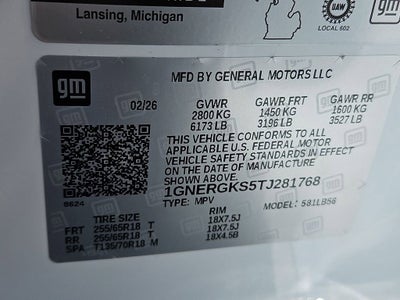 Lansing, Michigan
UAW
LOCAL 602
gm
MFD BY GENERAL MOTORS LLC
02/26 GVWR GAWR FRT GAWR RR
2800 KG 1450 KG 1600 KG
6173 LB 3196 LB 3527 LB
THIS VEHICLE CONFORMS TO ALL
APPLICABLE U.S. FEDERAL MOTOR
VEHICLE SAFETY STANDARDS IN EFFECT
ON THE DATE OF MANUFACTURE SHOWN ABOVE.
1GNERGKS5TJ281768
8624
TYPE: MPV MODEL: 581LB56
TIRE SIZE RIM
FRT 255/65R18 T 18X7.5J
RR 255/65R18 T 18X7.5J
SPA T135/70R18 M 18X4.5B